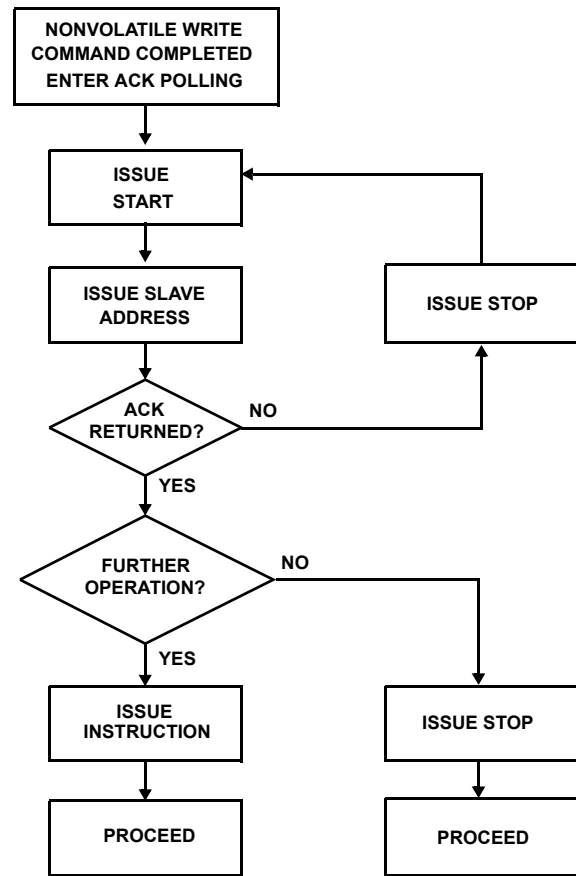 NONVOLATILE WRITE
COMMAND COMPLETED
ENTER ACK POLLING
ISSUE
START
ISSUE SLAVE
ADDRESS
ISSUE STOP
ACK
RETURNED?
NO
YES
FURTHER
OPERATION?
NO
YES
ISSUE
INSTRUCTION
ISSUE STOP
PROCEED
PROCEED